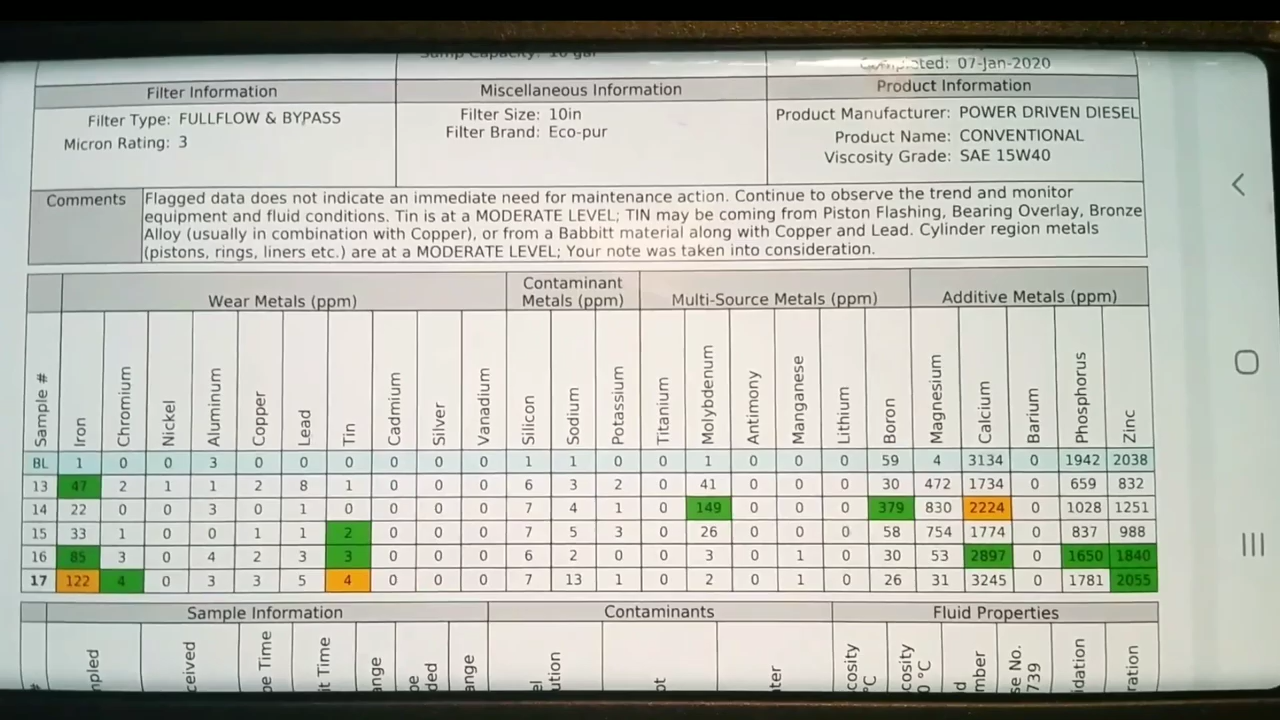 Sump Capacity: 10 gal
07-Jan-2020
Filter Information
Miscellaneous Information
Product Information
Filter Type: FULLFLOW & BYPASS
Micron Rating: 3
Filter Size: 10in
Filter Brand: Eco-pur
Product Manufacturer: POWER DRIVEN DIESEL
Product Name: CONVENTIONAL
Viscosity Grade: SAE 15W40
Comments
Flagged data does not indicate an immediate need for maintenance action. Continue to observe the trend and monitor
equipment and fluid conditions. Tin is at a MODERATE LEVEL; TIN may be coming from Piston Flashing, Bearing Overlay, Bronze
Alloy (usually in combination with Copper), or from a Babbitt material along with Copper and Lead. Cylinder region metals
(pistons, rings, liners etc.) are at a MODERATE LEVEL; Your note was taken into consideration.
Wear Metals (ppm)
Contaminant
Metals (ppm)
Multi-Source Metals (ppm)
Additive Metals (ppm)
Sample # Iron Chromium Nickel Aluminum Copper Lead Tin Cadmium Silver Vanadium Silicon Sodium Potassium Titanium Molybdenum Antimony Manganese Lithium Boron Magnesium Calcium Barium Phosphorus Zinc
BL 1 0 0 3 0 0 0 0 0 0 1 1 0 0 1 0 0 0 59 4 3134 0 1942 2038
13 47 2 1 1 2 8 1 0 0 0 6 3 2 0 41 0 0 0 30 472 1734 0 659 832
14 22 0 0 3 0 1 0 0 0 0 7 4 1 0 149 0 0 0 379 830 2224 0 1028 1251
15 33 1 0 0 1 1 2 0 0 0 7 5 3 0 26 0 0 0 58 754 1774 0 837 988
16 85 3 0 4 2 3 3 0 0 0 6 2 0 0 3 0 1 0 30 53 2897 0 1650 1840
17 122 4 0 3 3 5 4 0 0 0 7 13 1 0 2 0 1 0 26 31 3245 0 1781 2055
Sample Information
Contaminants
Fluid Properties